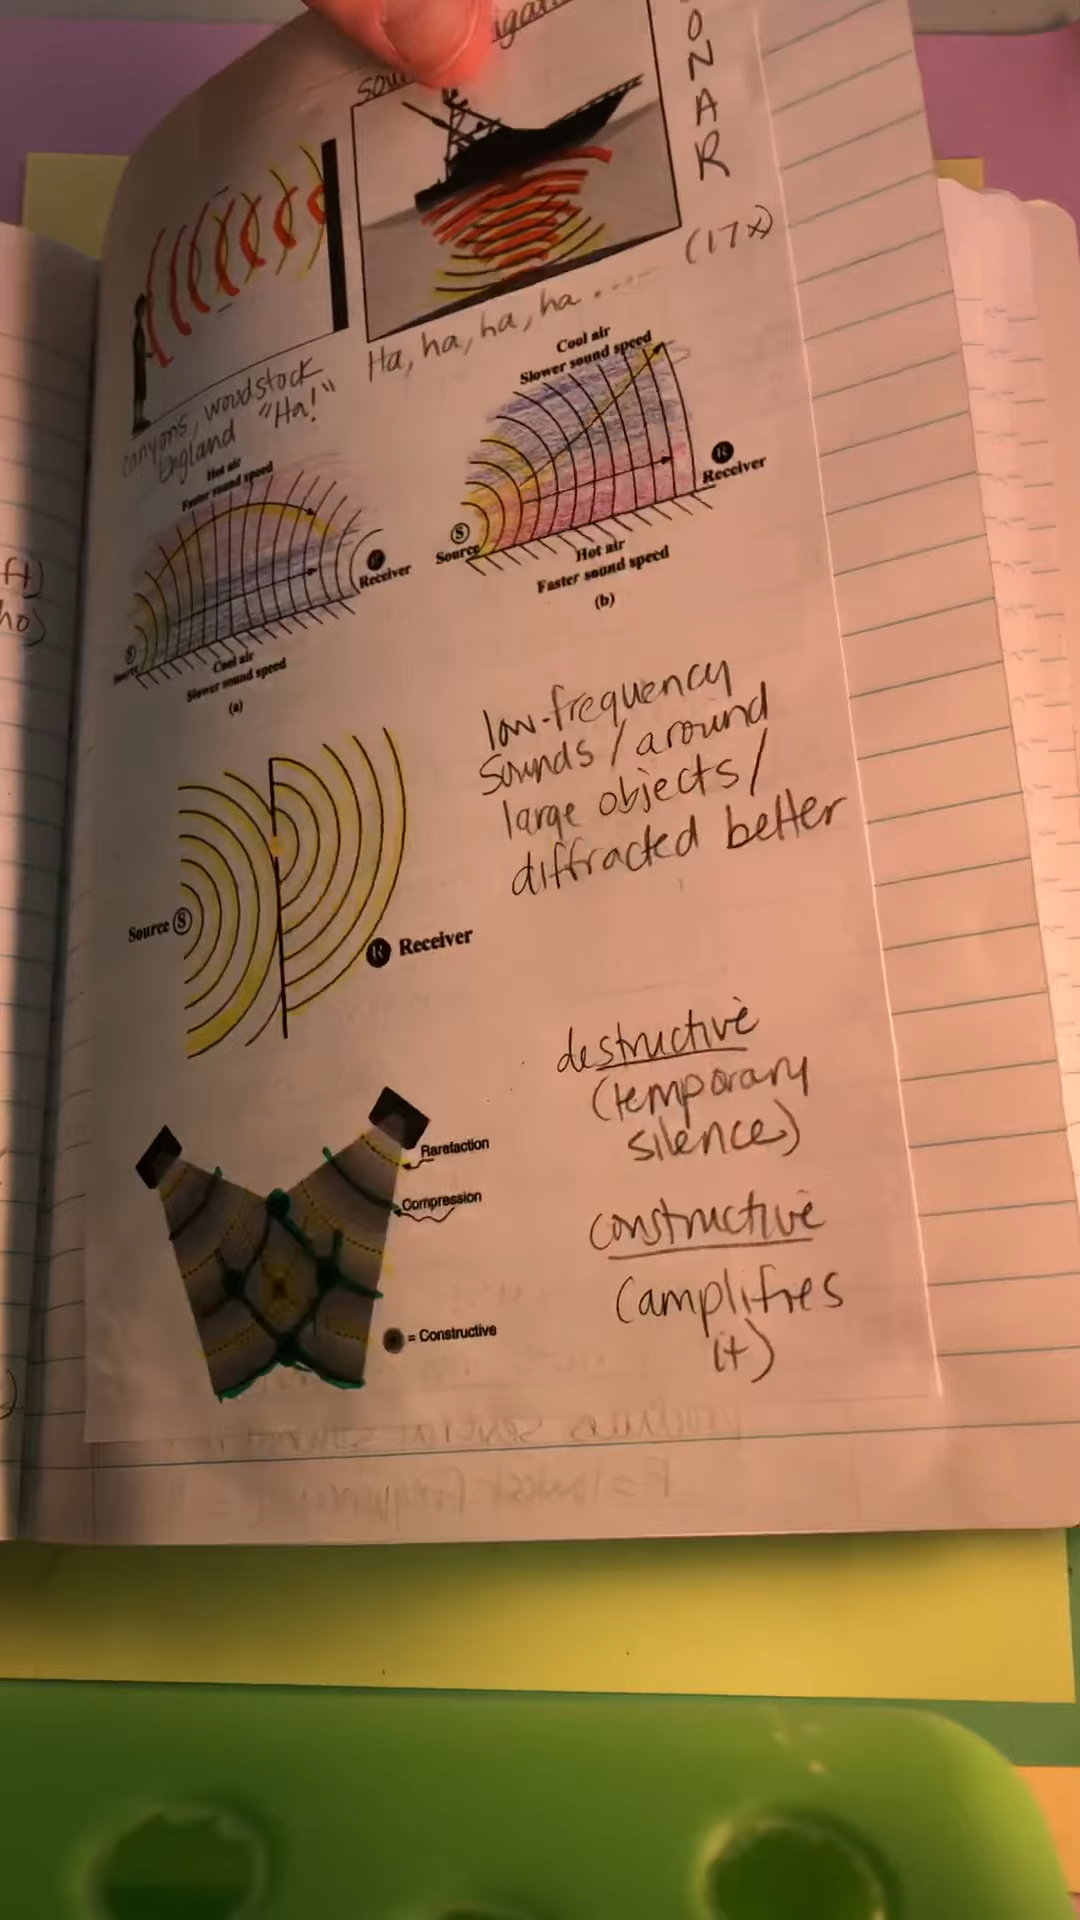 O
N
A
R
(17x)
Ha, ha, ha, ha.....
canyons, woodstock
England "Ha!"
Hot air
Faster sound speed
Receiver
S
Source
Cool air
Slower sound speed
(a)
Cool air
Slower sound speed
R
Receiver
S
Source
Hot air
Faster sound speed
(b)
low-frequency
sounds / around
large objects /
diffracted better
Source S
R Receiver
destructive
(temporary
silence)
Rarefaction
Compression
= Constructive
constructive
(amplifies
it)
ft)